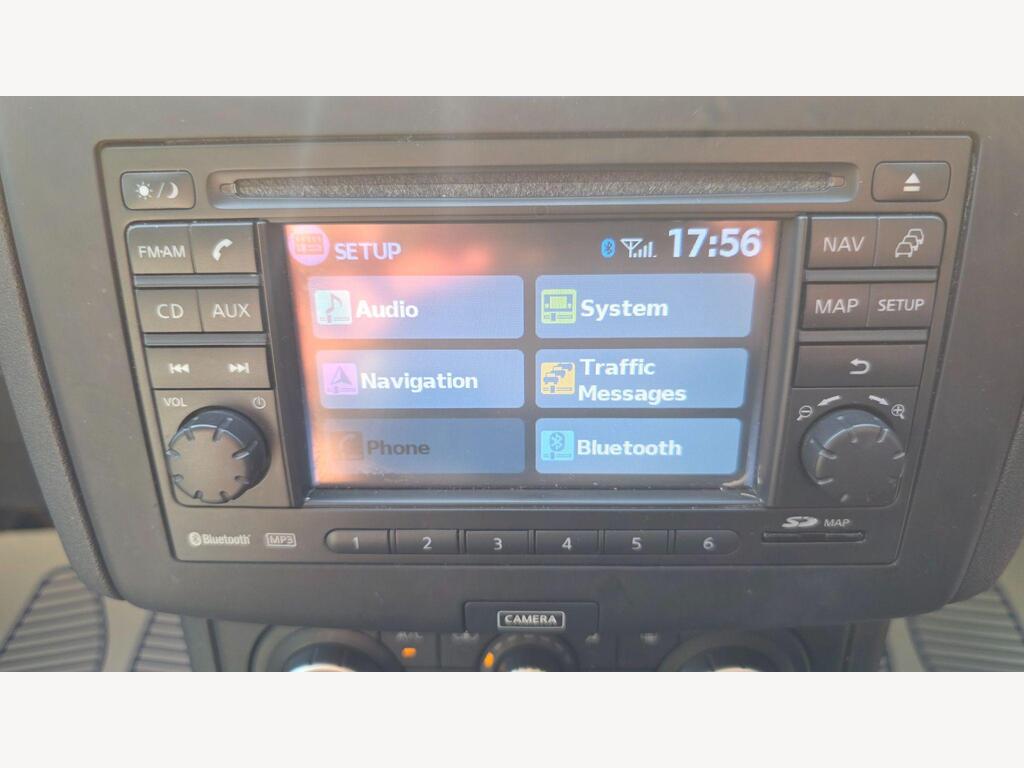 FM•AM
CD
AUX
VOL
SETUP
17:56
Audio
System
Navigation
Traffic
Messages
Phone
Bluetooth
NAV
MAP
SETUP
Bluetooth
MP3
1
2
3
4
5
6
SD
MAP
CAMERA